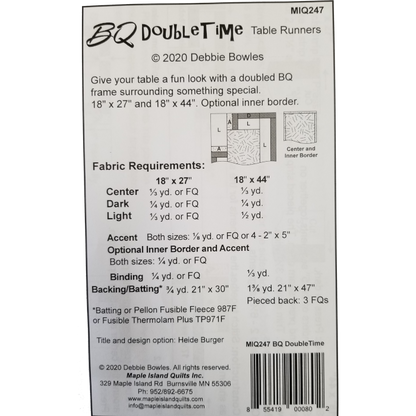 MIQ247
BQ DOUBLETIME Table Runners
© 2020 Debbie Bowles
Give your table a fun look with a doubled BQ
frame surrounding something special.
18" x 27" and 18" x 44". Optional inner border.
D
L
A
L
A
L
Center and
Inner Border
Fabric Requirements:
18" x 27" 18" x 44"
Center ⅓ yd. or FQ ⅓ yd.
Dark ¼ yd. or FQ ¼ yd.
Light ⅓ yd. or FQ ½ yd.
Accent Both sizes: ⅛ yd. or FQ or 4 - 2" x 5"
Optional Inner Border and Accent
Both sizes: ¼ yd. or FQ
Binding ¼ yd. or FQ ⅓ yd.
Backing/Batting* ¾ yd. 21" x 30" 1⅜ yd. 21" x 47"
Pieced back: 3 FQs
*Batting or Pellon Fusible Fleece 987F
or Fusible Thermolam Plus TP971F
Title and design option: Heide Burger
© 2020 Debbie Bowles.
Maple Island Quilts Inc.
329 Maple Island Rd Burnsville MN 55306
Ph: 952/892-6675
www.mapleislandquilts.com
info@mapleislandquilts.com
MIQ247 BQ DoubleTime
8 55419 00080 2